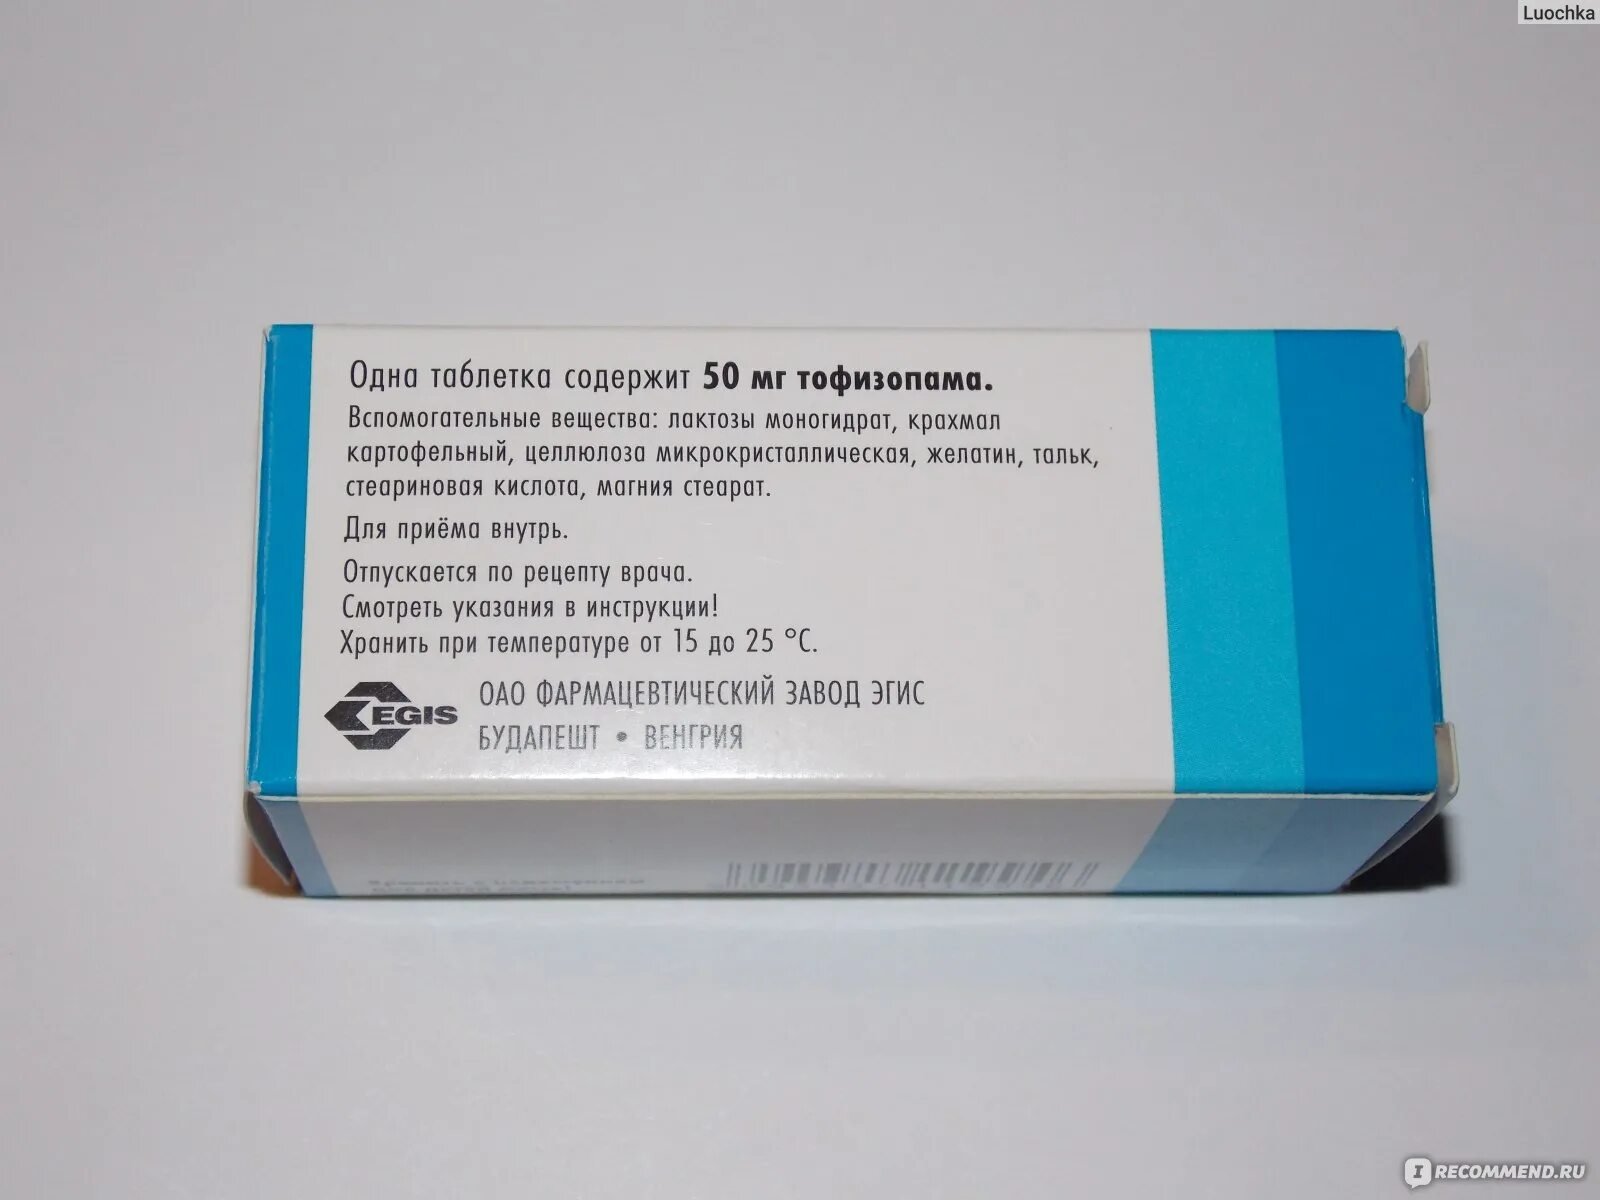 Luochka
Одна таблетка содержит 50 мг тофизопама.
Вспомогательные вещества: лактозы моногидрат, крахмал
картофельный, целлюлоза микрокристаллическая, желатин, тальк,
стеариновая кислота, магния стеарат.
Для приёма внутрь.
Отпускается по рецепту врача.
Смотреть указания в инструкции!
Хранить при температуре от 15 до 25 °С.
EGIS
ОАО ФАРМАЦЕВТИЧЕСКИЙ ЗАВОД ЭГИС
БУДАПЕШТ • ВЕНГРИЯ
I RECOMMEND.RU